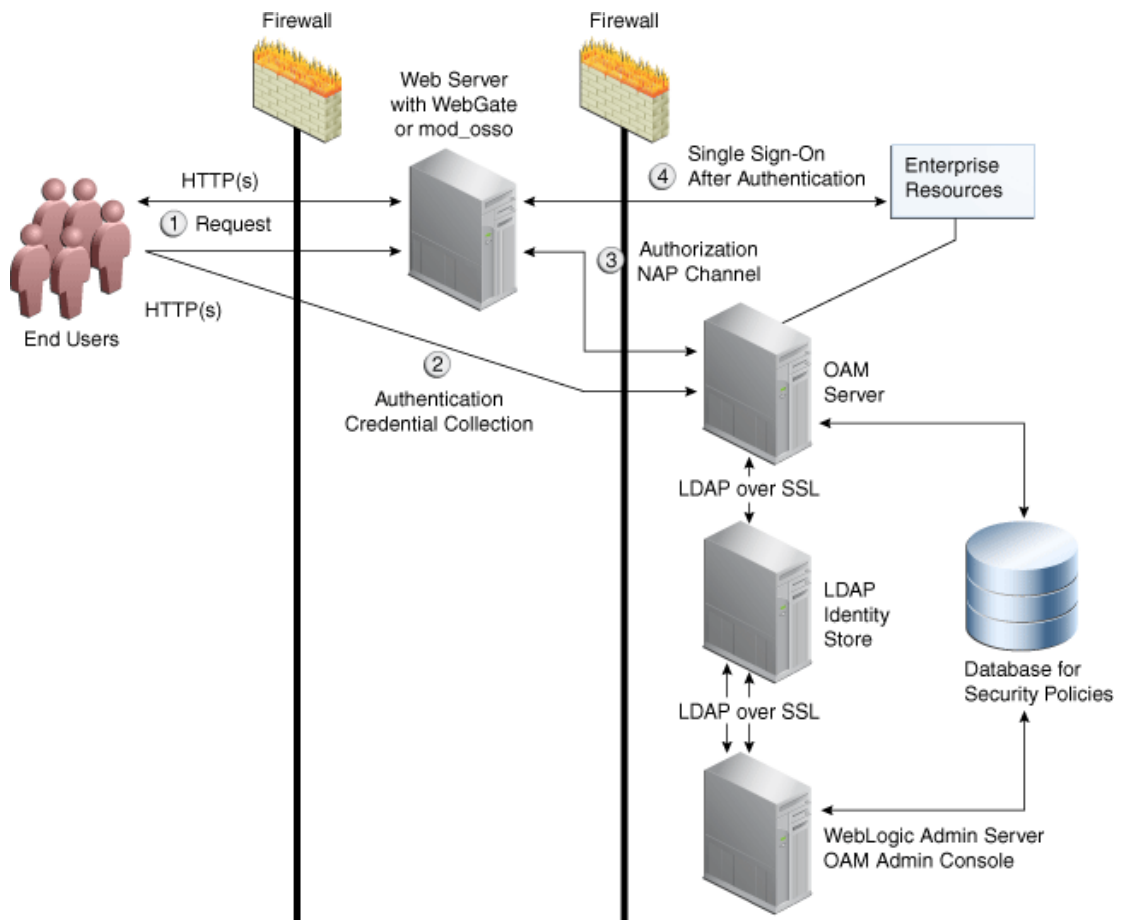 Firewall
Firewall
Web Server
with WebGate
or mod_osso
HTTP(s)
1 Request
HTTP(s)
End Users
2
Authentication
Credential Collection
4 Single Sign-On
After Authentication
Enterprise
Resources
3 Authorization
NAP Channel
OAM
Server
LDAP over SSL
LDAP
Identity
Store
Database for
Security Policies
LDAP over SSL
WebLogic Admin Server
OAM Admin Console